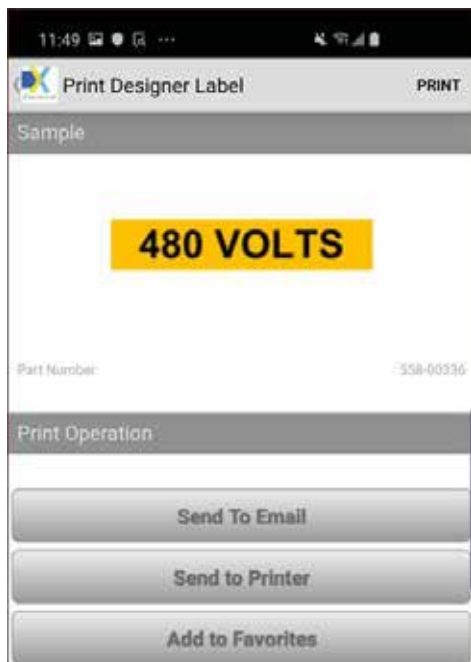 11:49 ...
Print Designer Label PRINT
Sample
480 VOLTS
Part Number 558-00336
Print Operation
Send To Email
Send to Printer
Add to Favorites